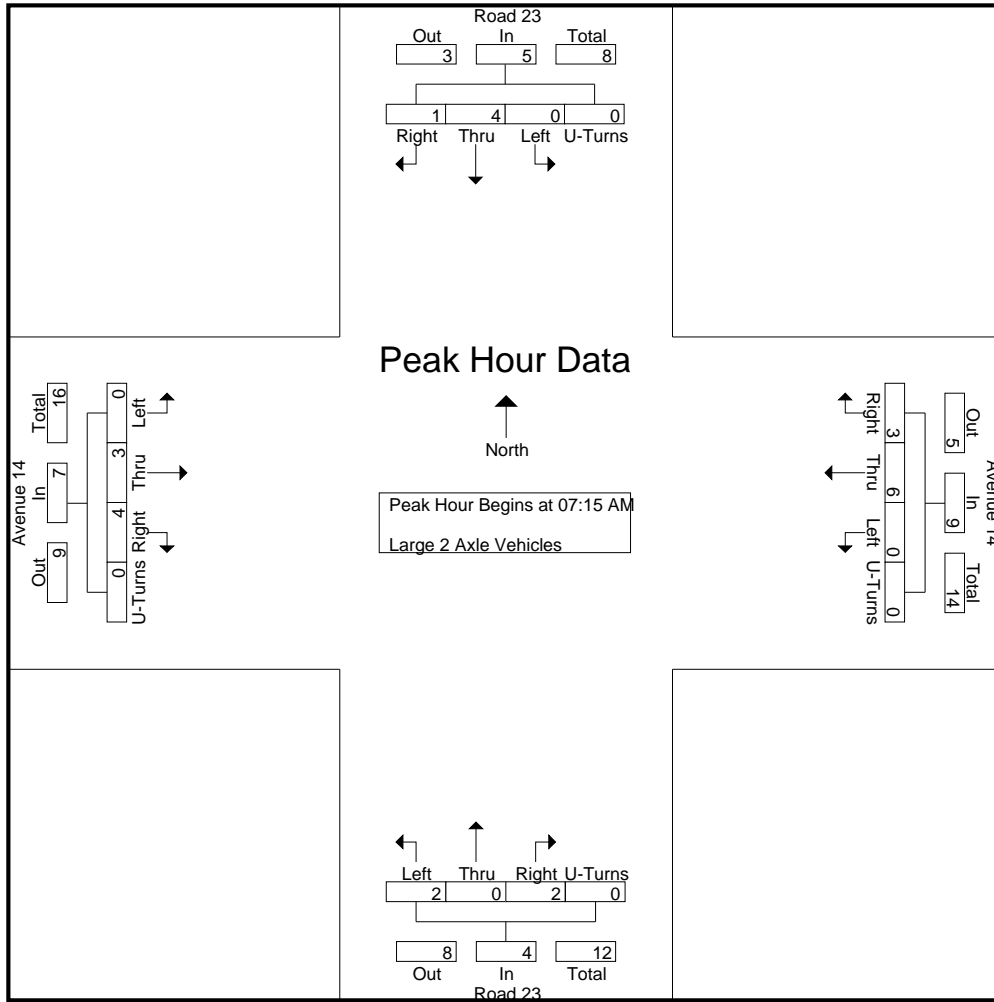 Road 23
Out In Total
3 5 8
1 4 0 0
Right Thru Left U-Turns
Peak Hour Data
North
Peak Hour Begins at 07:15 AM
Large 2 Axle Vehicles
Avenue 14
Total In Out
16 7 9
0 3 4 0
Left Thru Right U-Turns
Avenue 14
Out In Total
5 9 14
3 6 0 0
Right Thru Left U-Turns
Left Thru Right U-Turns
2 0 2 0
8 4 12
Out In Total
Road 23